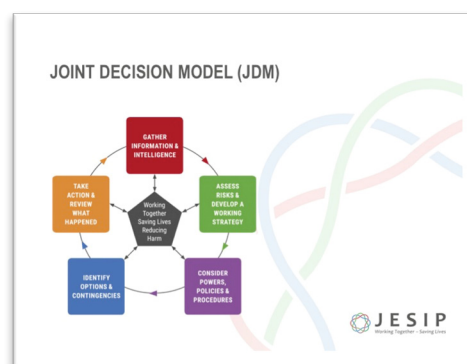 JOINT DECISION MODEL (JDM)
GATHER
INFORMATION &
INTELLIGENCE
ASSESS
RISKS &
DEVELOP A
WORKING
STRATEGY
CONSIDER
POWERS,
POLICIES &
PROCEDURES
IDENTIFY
OPTIONS &
CONTINGENCIES
TAKE
ACTION &
REVIEW
WHAT
HAPPENED
Working
Together
Saving Lives
Reducing
Harm
JESIP
Working Together – Saving Lives